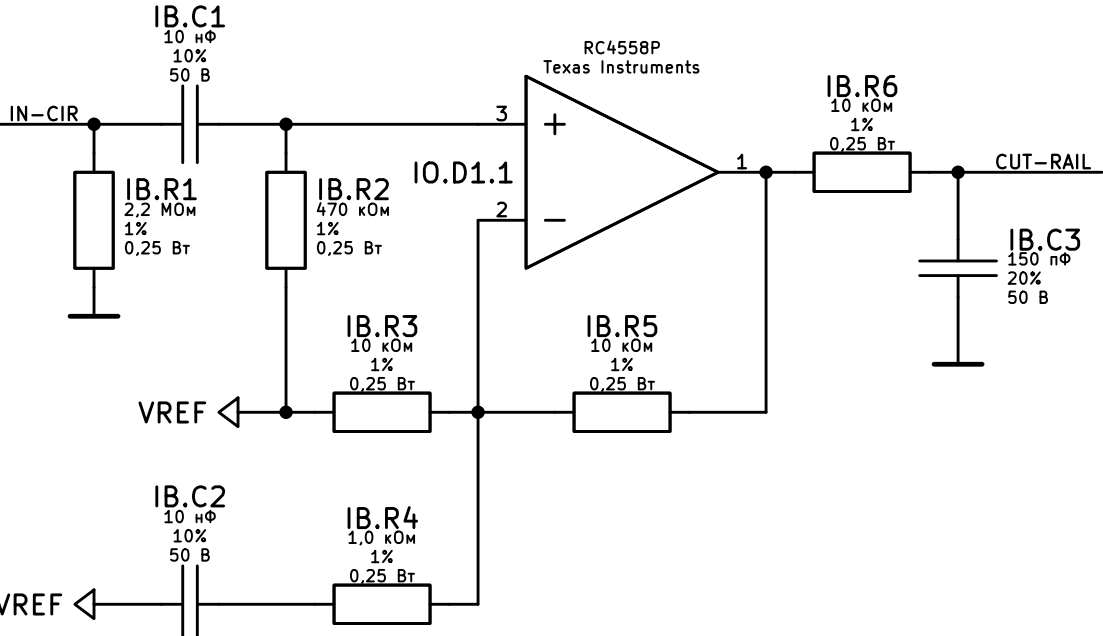 IB.C1
10 нФ
10%
50 В
RC4558P
Texas Instruments
IB.R6
10 кОм
1%
0,25 Вт
IN-CIR
3
+
1
CUT-RAIL
IO.D1.1
IB.R1
2,2 МОм
1%
0,25 Вт
IB.R2
470 кОм
1%
0,25 Вт
2
−
IB.C3
150 пФ
20%
50 В
IB.R3
10 кОм
1%
0,25 Вт
IB.R5
10 кОм
1%
0,25 Вт
VREF
IB.C2
10 нФ
10%
50 В
IB.R4
1,0 кОм
1%
0,25 Вт
VREF